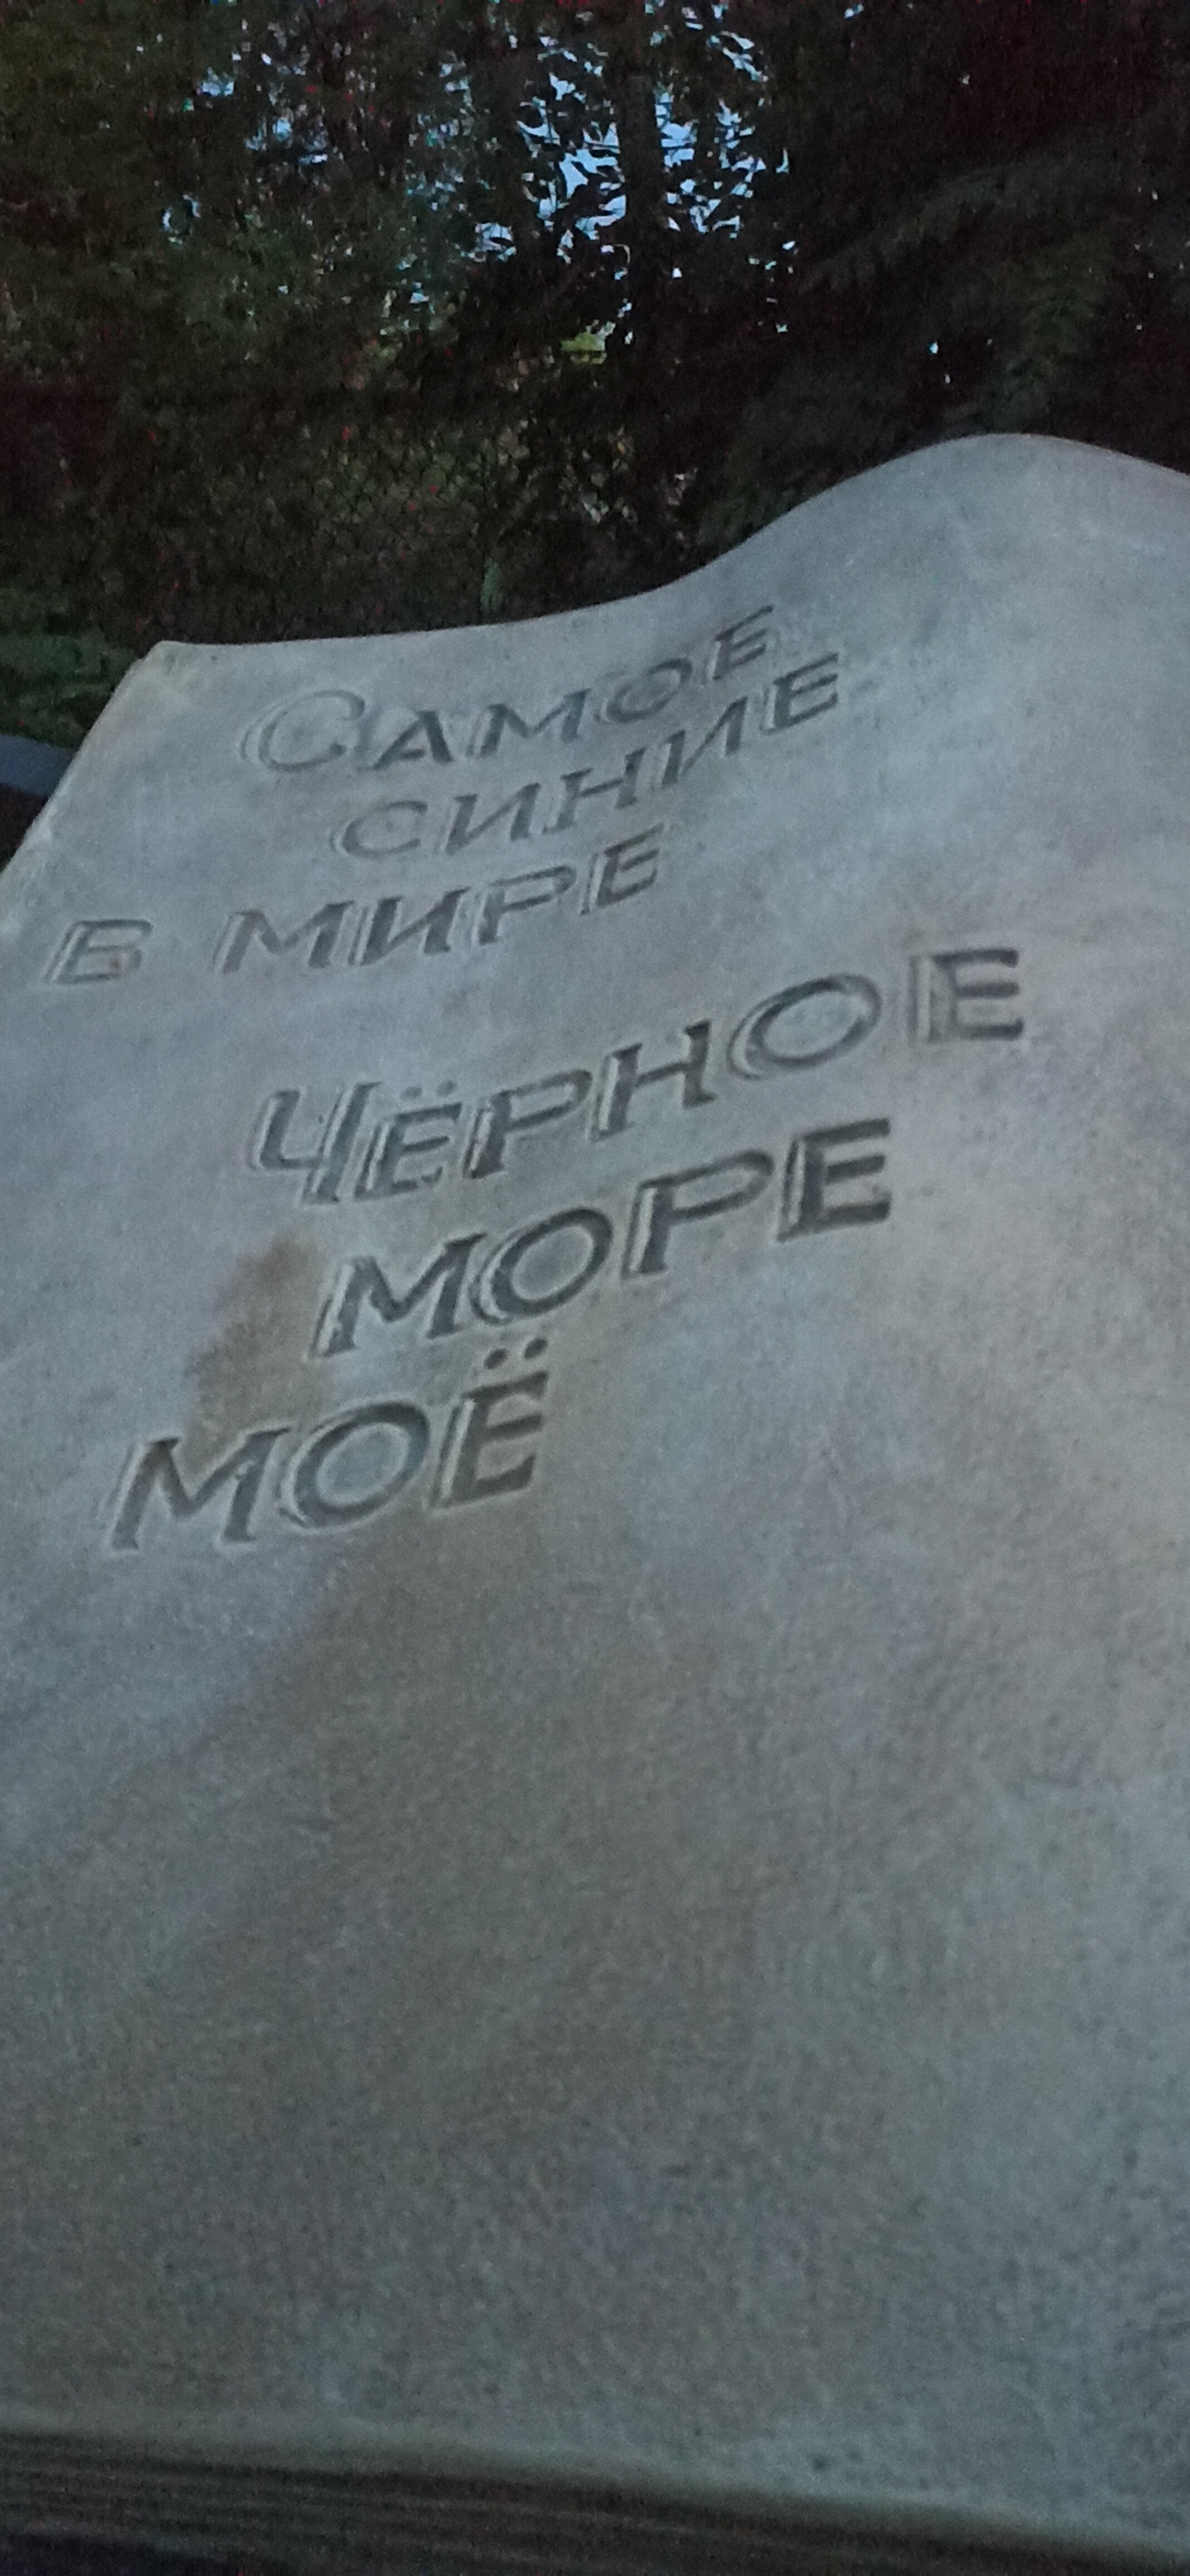 Самое
синие
в мире
Чёрное
море
моё